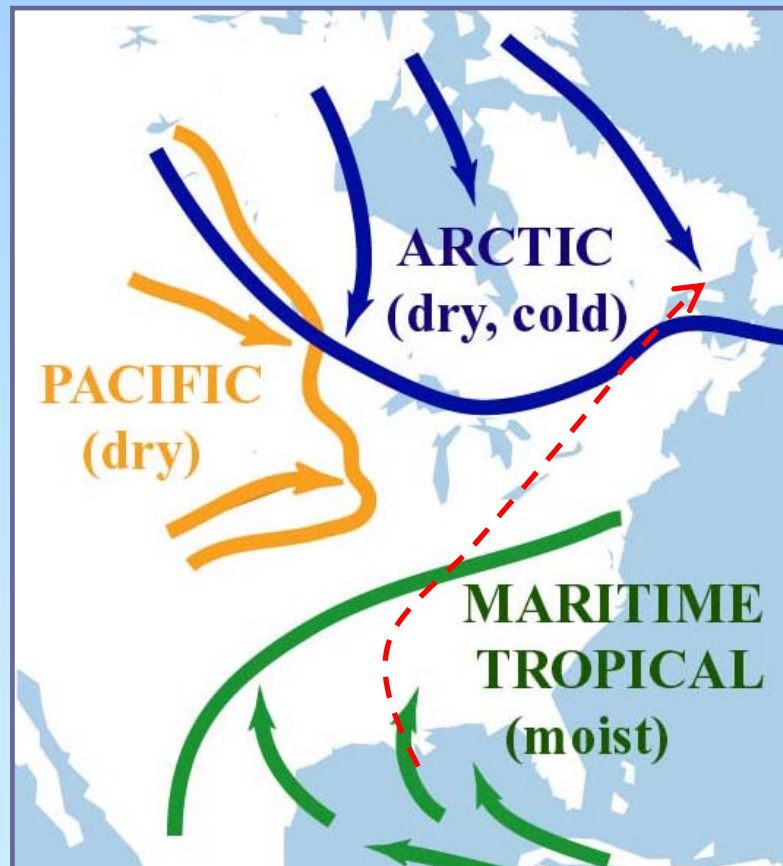 ARCTIC
(dry, cold)
PACIFIC
(dry)
MARITIME
TROPICAL
(moist)